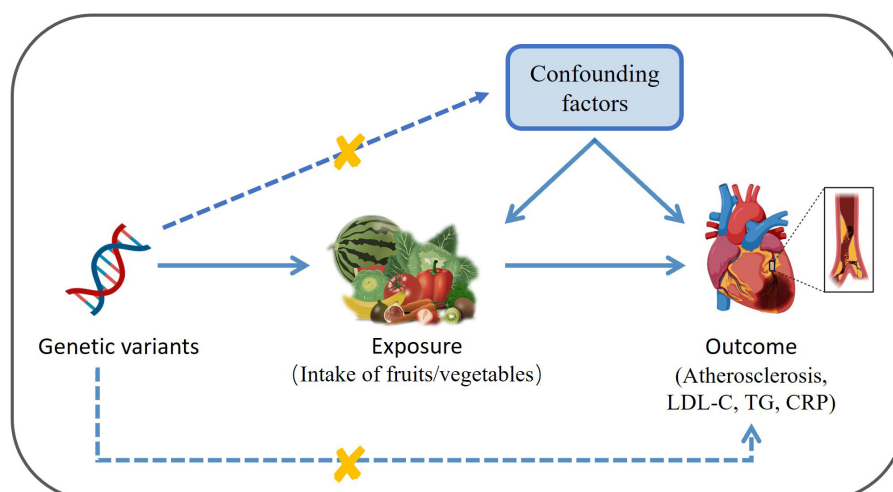 Confounding
factors
Genetic variants
Exposure
(Intake of fruits/vegetables)
Outcome
(Atherosclerosis,
LDL-C, TG, CRP)